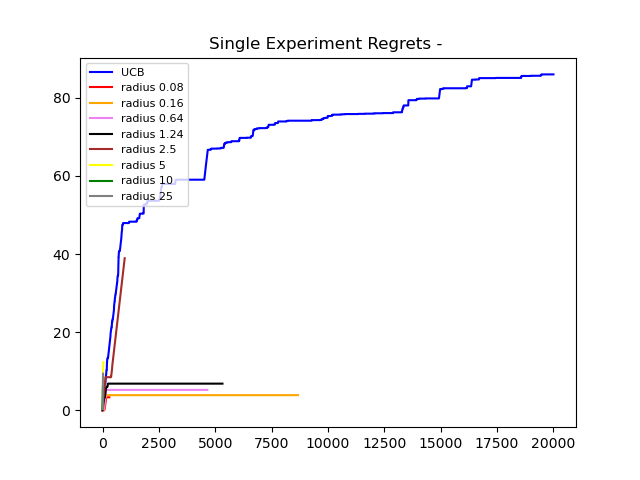 Single Experiment Regrets -
UCB
radius 0.08
radius 0.16
radius 0.64
radius 1.24
radius 2.5
radius 5
radius 10
radius 25
80
60
40
20
0
0 2500 5000 7500 10000 12500 15000 17500 20000